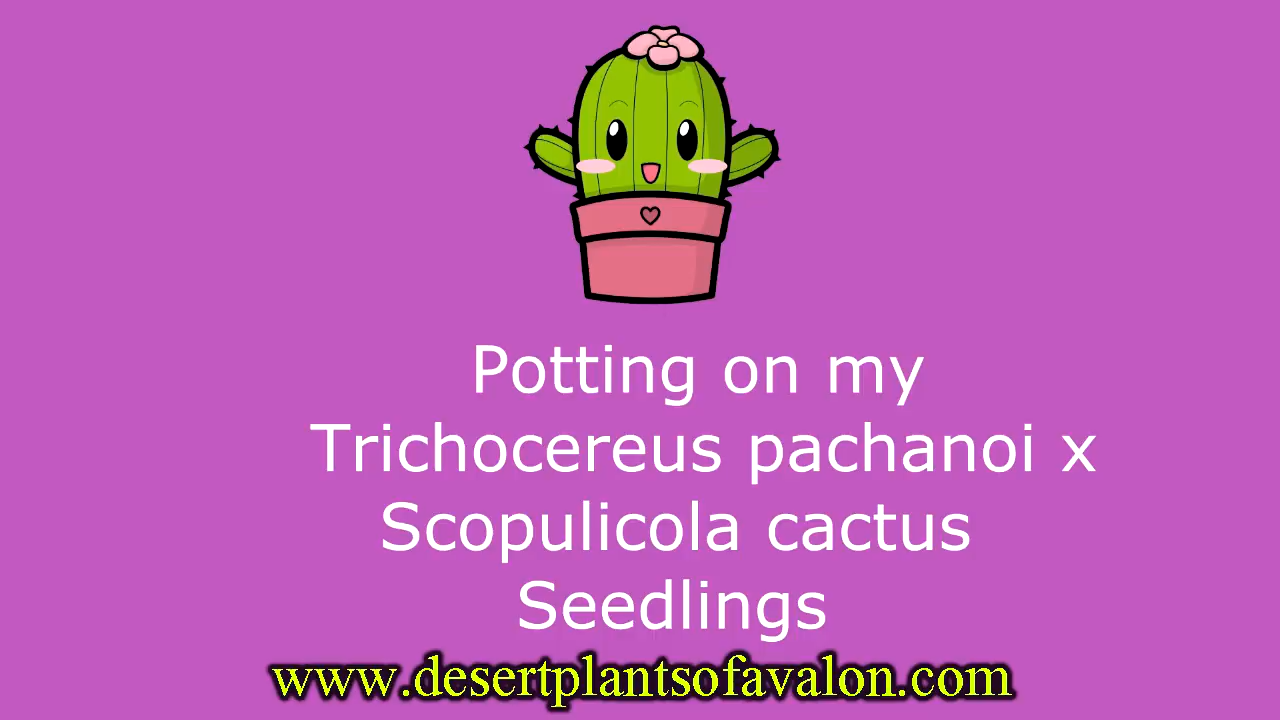 Potting on my
Trichocereus pachanoi x
Scopulicola cactus
Seedlings
www.desertplantsofavalon.com